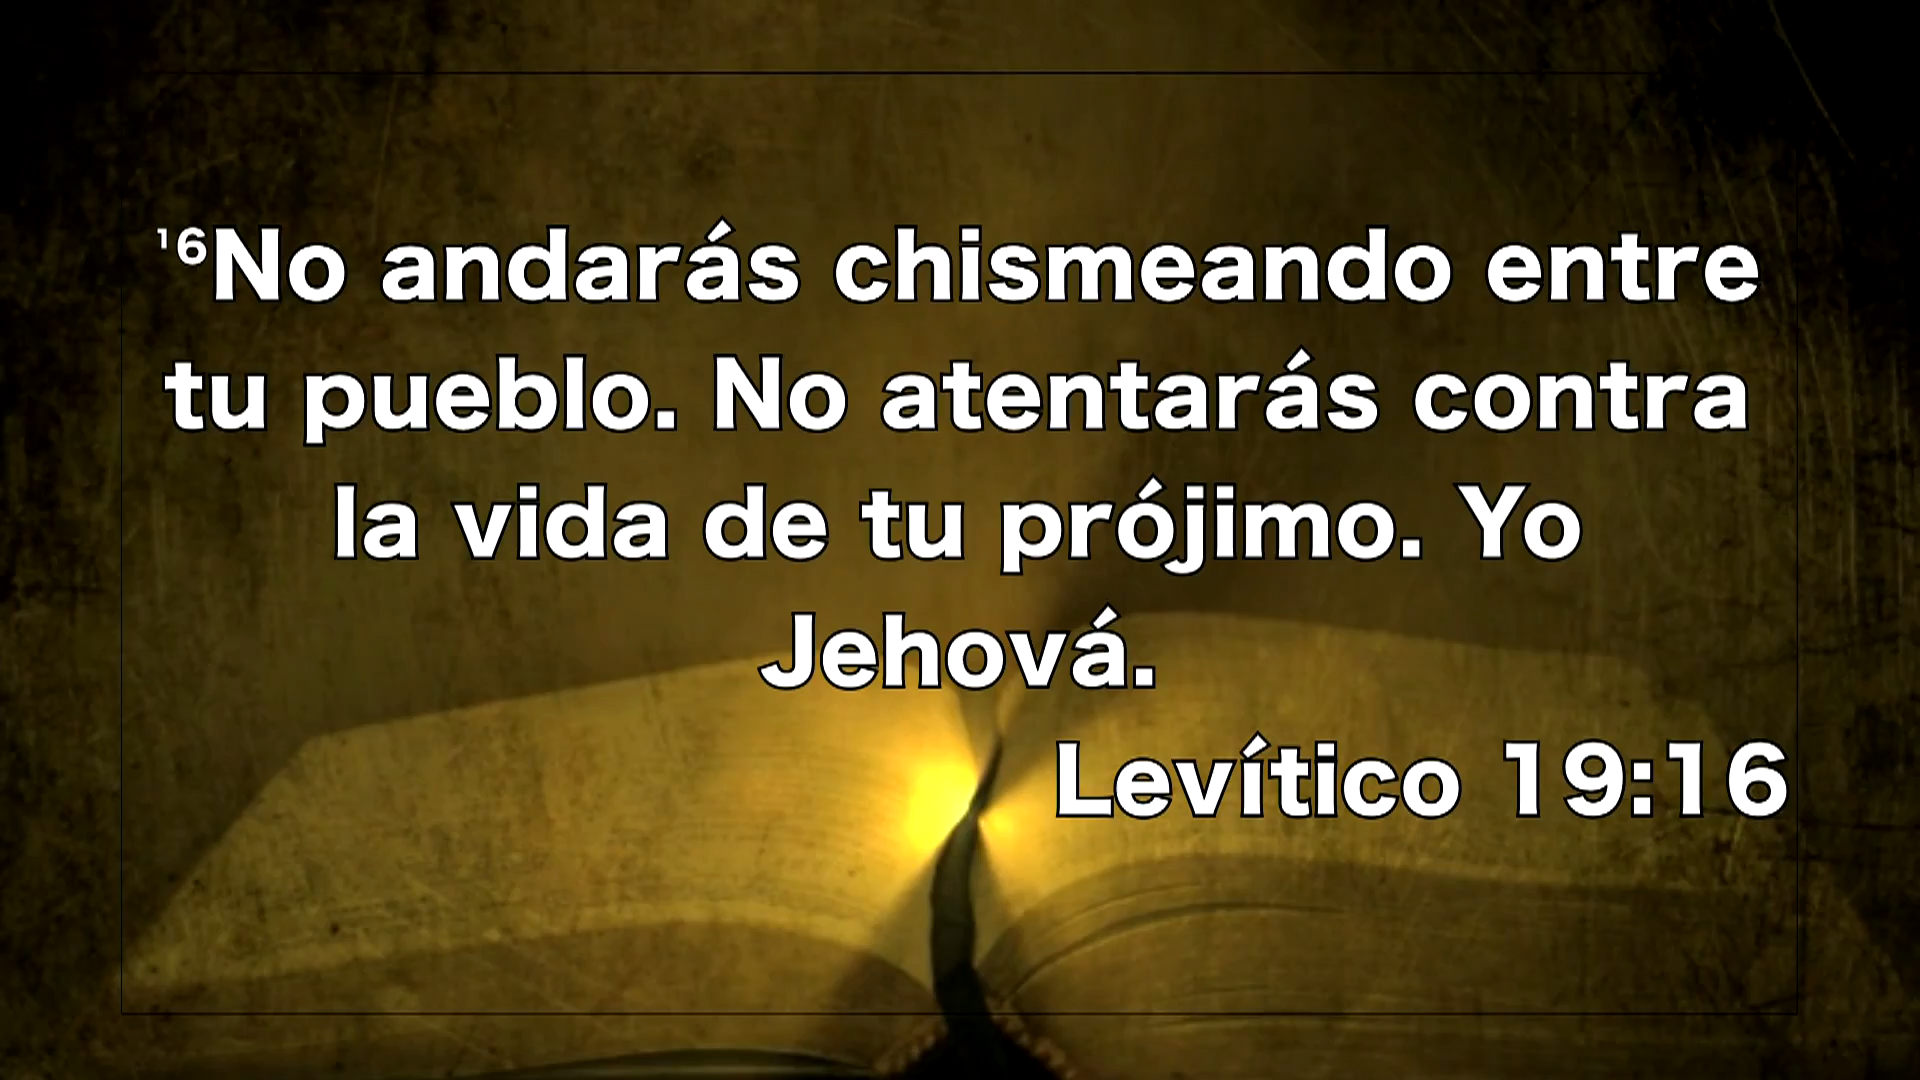 ¹⁶No andarás chismeando entre
tu pueblo. No atentarás contra
la vida de tu prójimo. Yo
Jehová.
Levítico 19:16